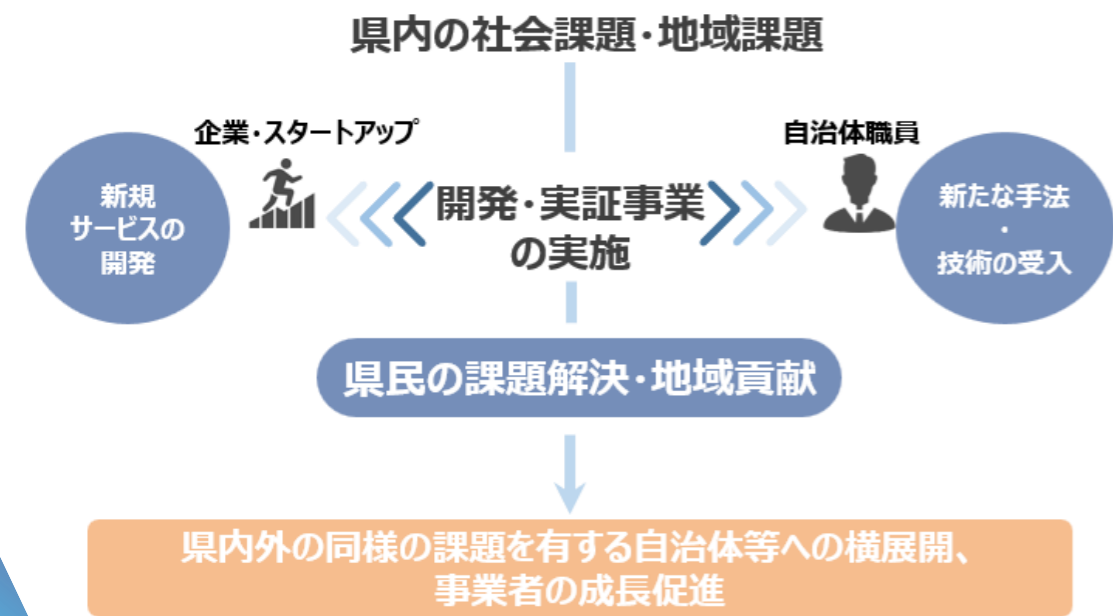 県内の社会課題・地域課題
企業・スタートアップ
自治体職員
新規
サービスの
開発
開発・実証事業
の実施
新たな手法
・
技術の受入
県民の課題解決・地域貢献
県内外の同様の課題を有する自治体等への横展開、
事業者の成長促進